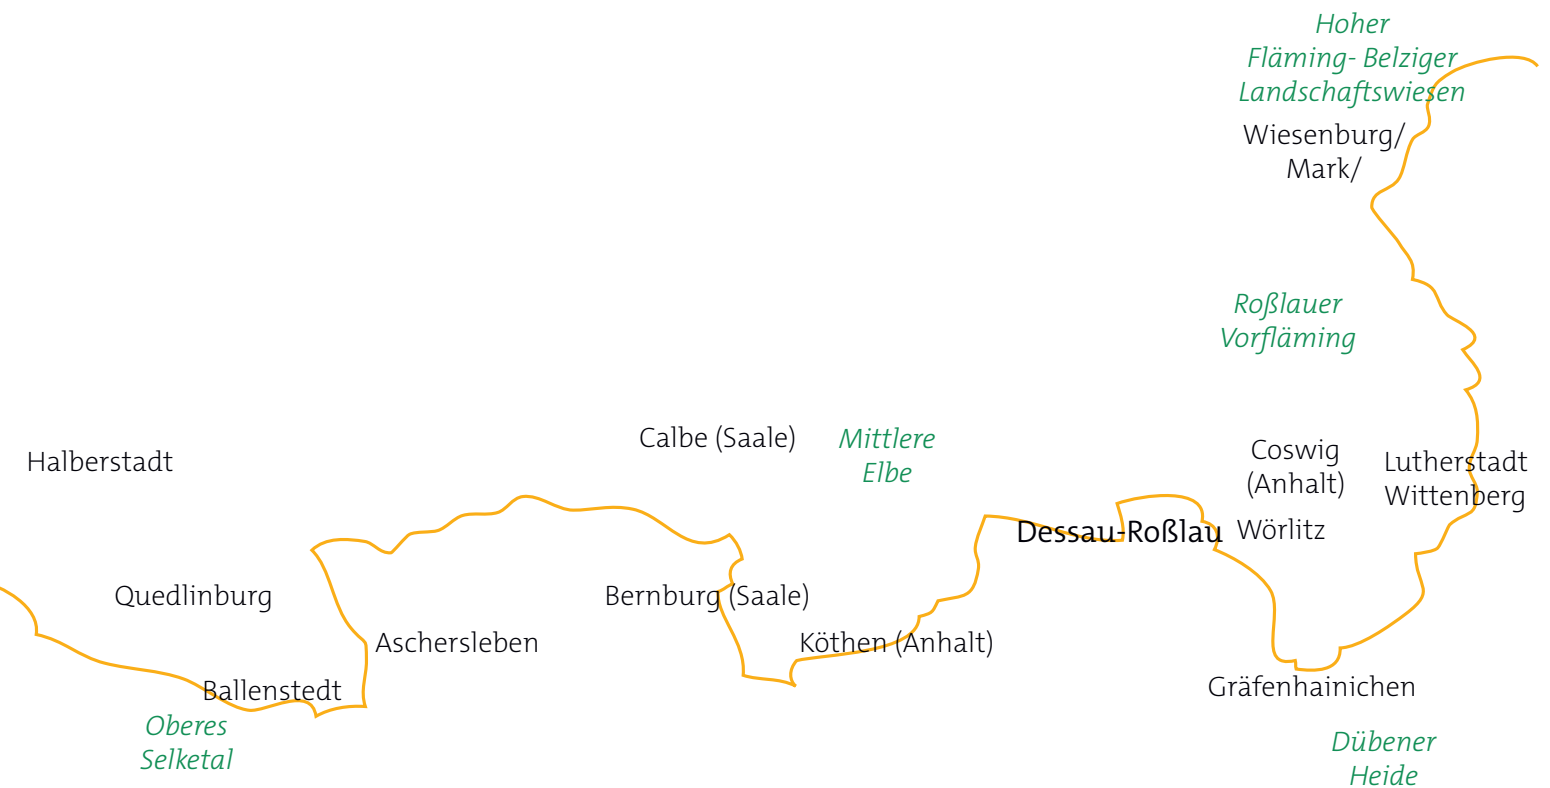 Hoher
Fläming- Belziger
Landschaftswiesen
Wiesenburg/
Mark/
Roßlauer
Vorfläming
Calbe (Saale)
Mittlere
Elbe
Halberstadt
Coswig
(Anhalt)
Lutherstadt
Wittenberg
Dessau-Roßlau
Wörlitz
Quedlinburg
Bernburg (Saale)
Aschersleben
Köthen (Anhalt)
Ballenstedt
Gräfenhainichen
Oberes
Selketal
Dübener
Heide